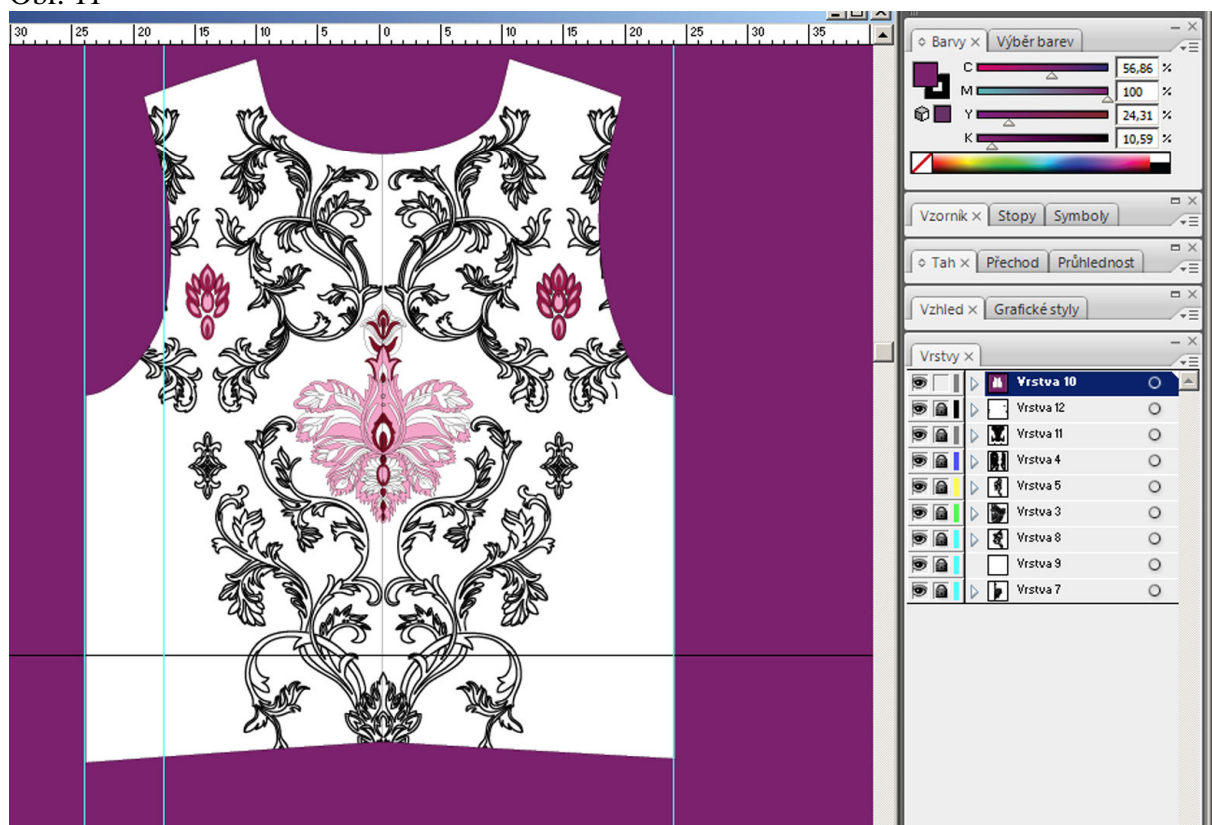 Obr. 11
30 25 20 15 10 5 0 5 10 15 20 25 30 35
Barvy × Výběr barev
C 56,86 %
M 100 %
Y 24,31 %
K 10,59 %
Vzorník × Stopy Symboly
Tah × Přechod Průhlednost
Vzhled × Grafické styly
Vrstvy ×
Vrstva 10
Vrstva 12
Vrstva 11
Vrstva 4
Vrstva 5
Vrstva 3
Vrstva 8
Vrstva 9
Vrstva 7